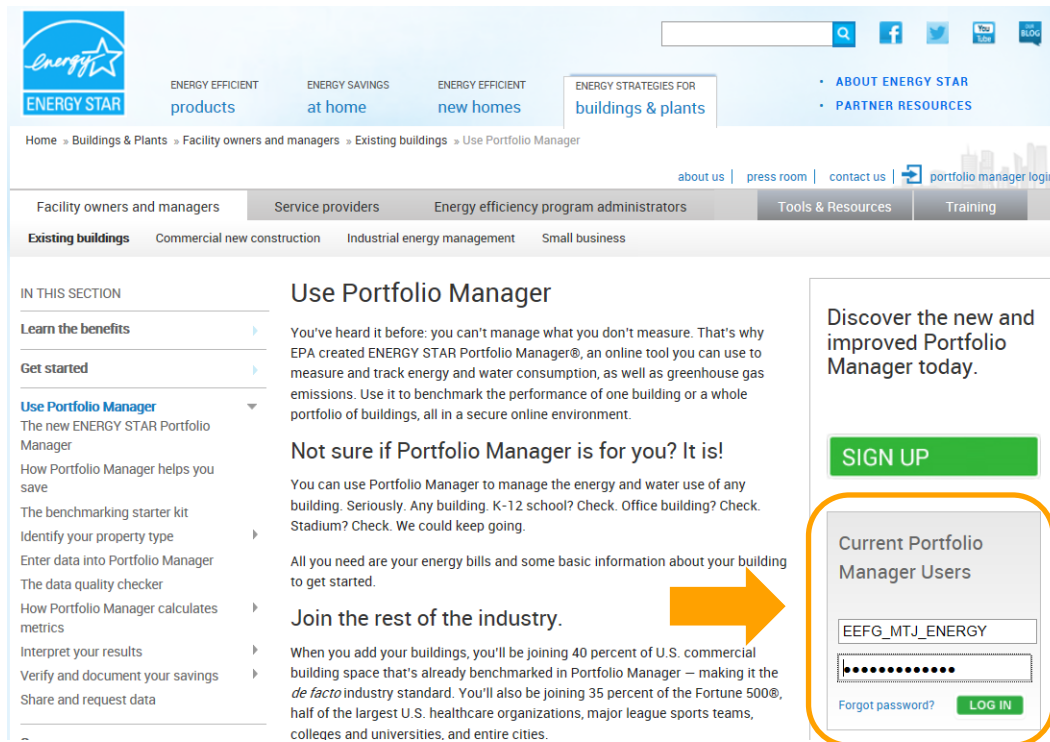 energy
ENERGY STAR
You Tube
OUR BLOG
ENERGY EFFICIENT
products
ENERGY SAVINGS
at home
ENERGY EFFICIENT
new homes
ENERGY STRATEGIES FOR
buildings & plants
• ABOUT ENERGY STAR
• PARTNER RESOURCES
Home » Buildings & Plants » Facility owners and managers » Existing buildings » Use Portfolio Manager
about us | press room | contact us | portfolio manager login
Facility owners and managers Service providers Energy efficiency program administrators Tools & Resources Training
Existing buildings Commercial new construction Industrial energy management Small business
IN THIS SECTION
Learn the benefits
Get started
Use Portfolio Manager
The new ENERGY STAR Portfolio
Manager
How Portfolio Manager helps you
save
The benchmarking starter kit
Identify your property type
Enter data into Portfolio Manager
The data quality checker
How Portfolio Manager calculates
metrics
Interpret your results
Verify and document your savings
Share and request data
Use Portfolio Manager
You've heard it before: you can't manage what you don't measure. That's why
EPA created ENERGY STAR Portfolio Manager®, an online tool you can use to
measure and track energy and water consumption, as well as greenhouse gas
emissions. Use it to benchmark the performance of one building or a whole
portfolio of buildings, all in a secure online environment.
Not sure if Portfolio Manager is for you? It is!
You can use Portfolio Manager to manage the energy and water use of any
building. Seriously. Any building. K-12 school? Check. Office building? Check.
Stadium? Check. We could keep going.
All you need are your energy bills and some basic information about your building
to get started.
Join the rest of the industry.
When you add your buildings, you'll be joining 40 percent of U.S. commercial
building space that's already benchmarked in Portfolio Manager — making it the
de facto industry standard. You'll also be joining 35 percent of the Fortune 500®,
half of the largest U.S. healthcare organizations, major league sports teams,
colleges and universities, and entire cities.
Discover the new and
improved Portfolio
Manager today.
SIGN UP
Current Portfolio
Manager Users
EEFG_MTJ_ENERGY
•••••••••••••
Forgot password? LOG IN